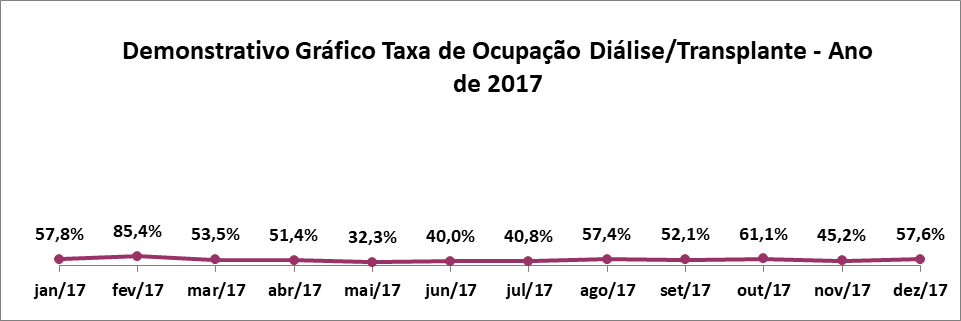 Demonstrativo Gráfico Taxa de Ocupação Diálise/Transplante - Ano
de 2017
57,8% 85,4% 53,5% 51,4% 32,3% 40,0% 40,8% 57,4% 52,1% 61,1% 45,2% 57,6%
jan/17 fev/17 mar/17 abr/17 mai/17 jun/17 jul/17 ago/17 set/17 out/17 nov/17 dez/17